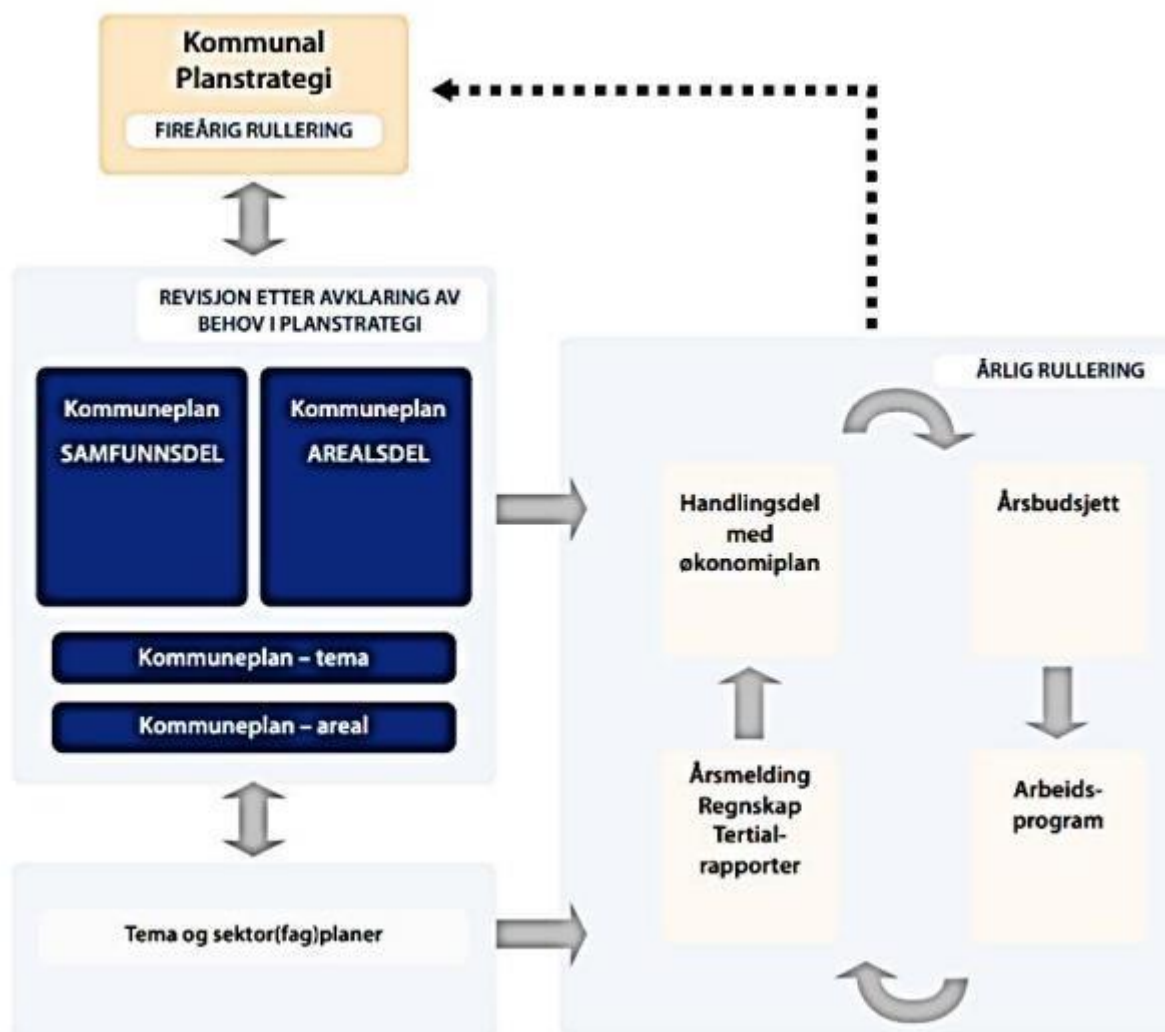 Kommunal
Planstrategi
FIREÅRIG RULLERING
REVISJON ETTER AVKLARING AV
BEHOV I PLANSTRATEGI
Kommuneplan
SAMFUNNSDEL
Kommuneplan
AREALSDEL
Kommuneplan – tema
Kommuneplan – areal
Tema og sektor(fag)planer
ÅRLIG RULLERING
Handlingsdel
med
økonomiplan
Årsbudsjett
Årsmelding
Regnskap
Tertial-
rapporter
Arbeids-
program